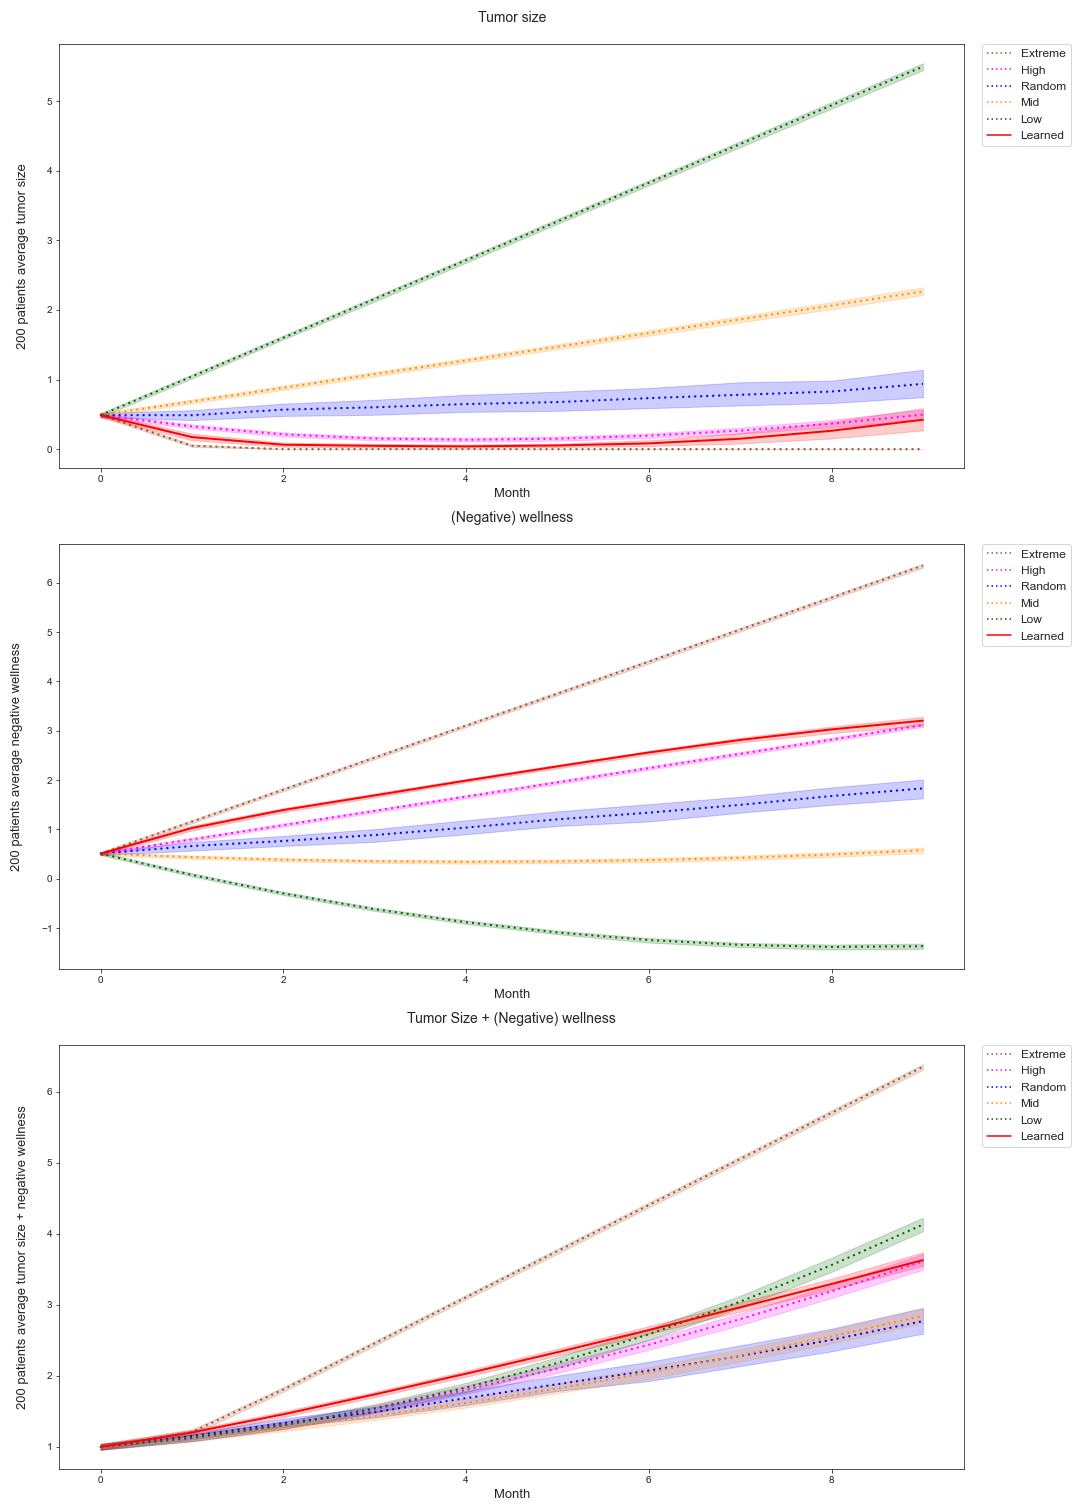 Tumor size
200 patients average tumor size
5
4
3
2
1
0
0 2 4 6 8
Month
Extreme
High
Random
Mid
Low
Learned
(Negative) wellness
200 patients average negative wellness
6
5
4
3
2
1
0
−1
0 2 4 6 8
Month
Extreme
High
Random
Mid
Low
Learned
Tumor Size + (Negative) wellness
200 patients average tumor size + negative wellness
6
5
4
3
2
1
0 2 4 6 8
Month
Extreme
High
Random
Mid
Low
Learned